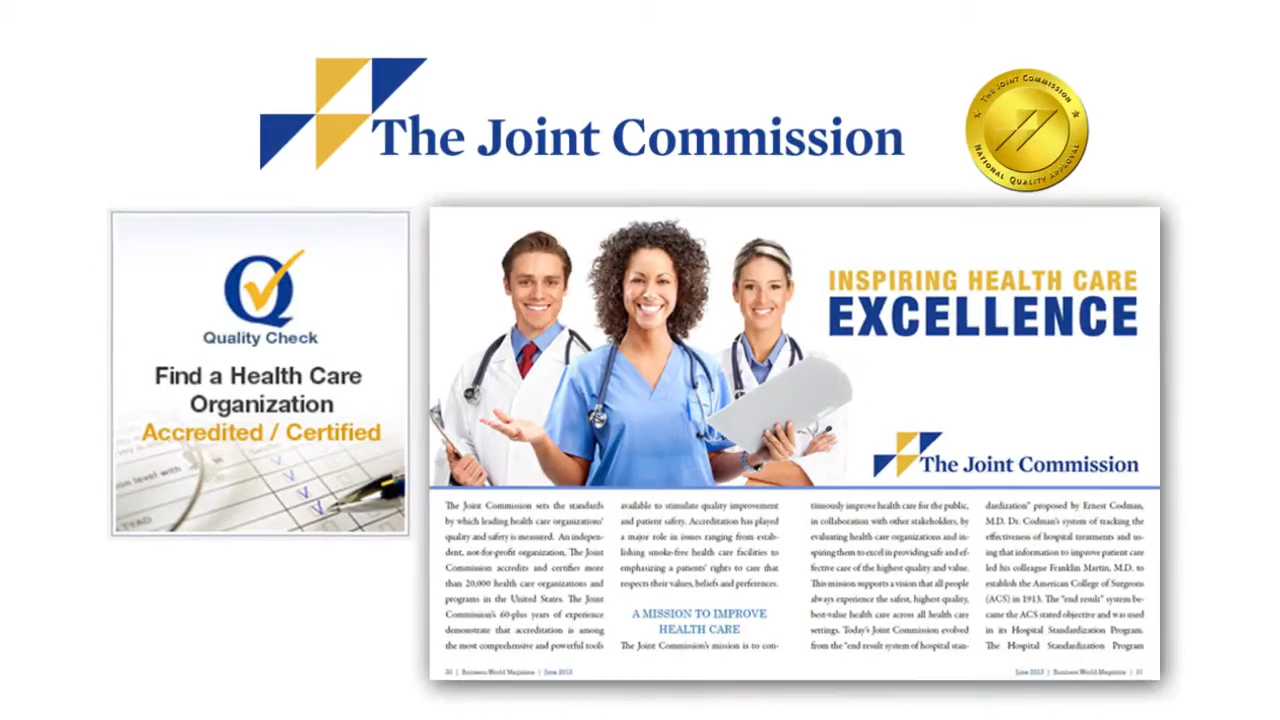 The Joint Commission
THE JOINT COMMISSION
NATIONAL QUALITY APPROVAL
Quality Check
Find a Health Care
Organization
Accredited / Certified
INSPIRING HEALTH CARE
EXCELLENCE
The Joint Commission
The Joint Commission sets the standards
by which leading health care organizations'
quality and safety is measured. An indepen-
dent, not-for-profit organization, The Joint
Commission accredits and certifies more
than 20,000 health care organizations and
programs in the United States. The Joint
Commission's 60-plus years of experience
demonstrate that accreditation is among
the most comprehensive and powerful tools
available to stimulate quality improvement
and patient safety. Accreditation has played
a major role in issues ranging from estab-
lishing smoke-free health care facilities to
emphasizing a patients' rights to care that
respects their values, beliefs and preferences.
A MISSION TO IMPROVE
HEALTH CARE
The Joint Commission's mission is to con-
tinuously improve health care for the public,
in collaboration with other stakeholders, by
evaluating health care organizations and in-
spiring them to excel in providing safe and ef-
fective care of the highest quality and value.
This mission supports a vision that all people
always experience the safest, highest quality,
best-value health care across all health care
settings. Today's Joint Commission evolved
from the "end result system of hospital stan-
dardization" proposed by Ernest Codman,
M.D. Dr. Codman's system of tracking the
effectiveness of hospital treatments and us-
ing that information to improve patient care
led his colleague Franklin Martin, M.D. to
establish the American College of Surgeons
(ACS) in 1913. The "end result" system be-
came the ACS stated objective and was used
in its Hospital Standardization Program.
The Hospital Standardization Program
30 | Business World Magazine | June 2013
June 2013 | Business World Magazine | 31